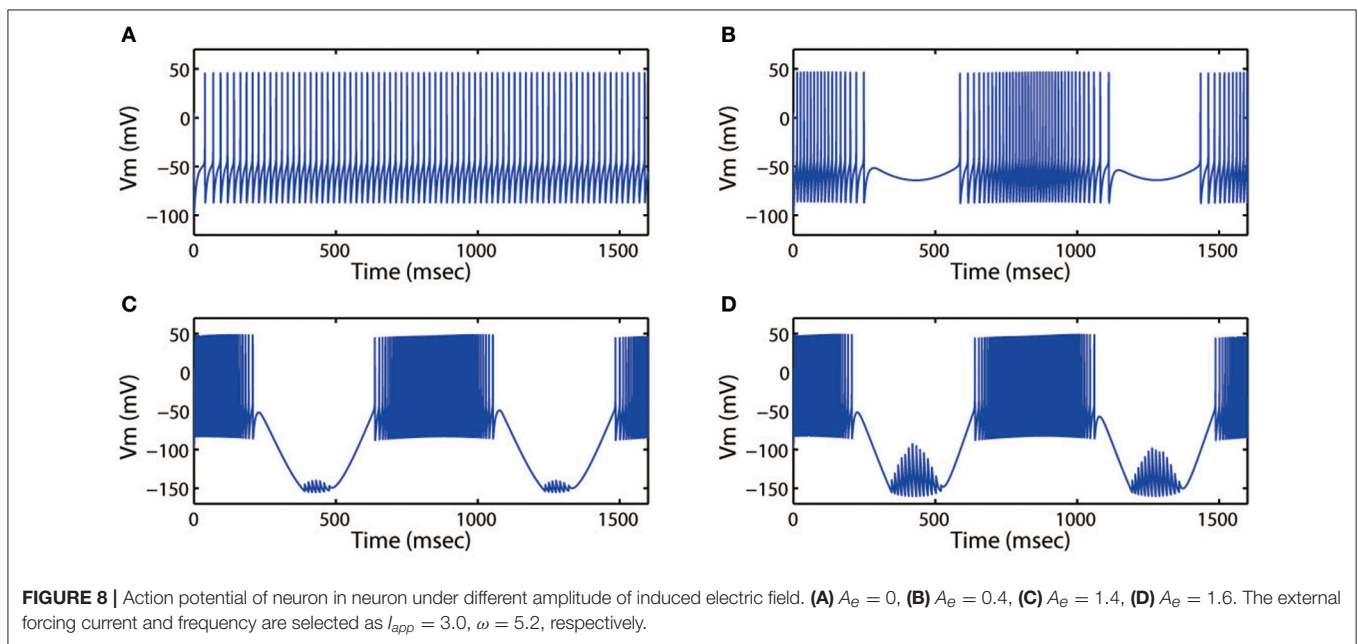 A
B
50
0
−50
−100
Vm (mV)
0
500
1000
1500
Time (msec)
50
0
−50
−100
Vm (mV)
0
500
1000
1500
Time (msec)
C
D
50
0
−50
−100
−150
Vm (mV)
0
500
1000
1500
Time (msec)
50
0
−50
−100
−150
Vm (mV)
0
500
1000
1500
Time (msec)
FIGURE 8 | Action potential of neuron in neuron under different amplitude of induced electric field. (A) Ae = 0, (B) Ae = 0.4, (C) Ae = 1.4, (D) Ae = 1.6. The external
forcing current and frequency are selected as Iapp = 3.0, ω = 5.2, respectively.